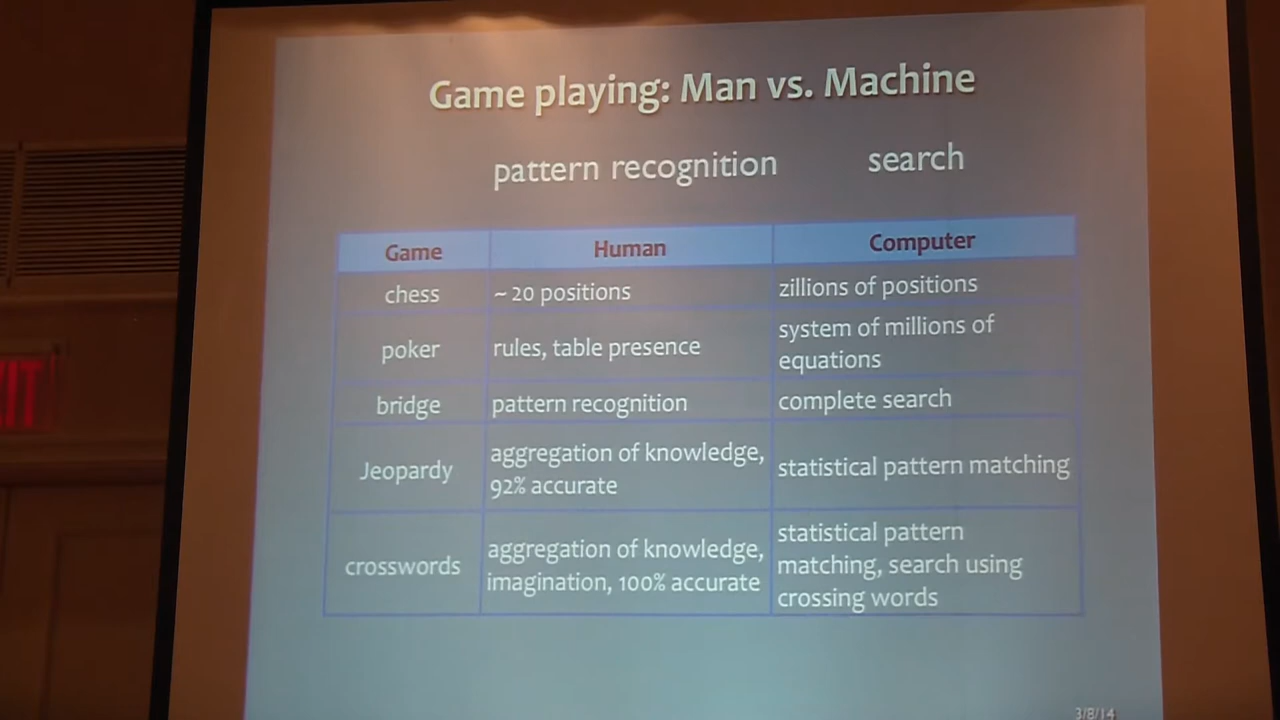 Game playing: Man vs. Machine
pattern recognition search
Game Human Computer
chess ~ 20 positions zillions of positions
poker rules, table presence system of millions of
equations
bridge pattern recognition complete search
Jeopardy aggregation of knowledge,
92% accurate statistical pattern matching
crosswords aggregation of knowledge,
imagination, 100% accurate statistical pattern
matching, search using
crossing words
3/8/14